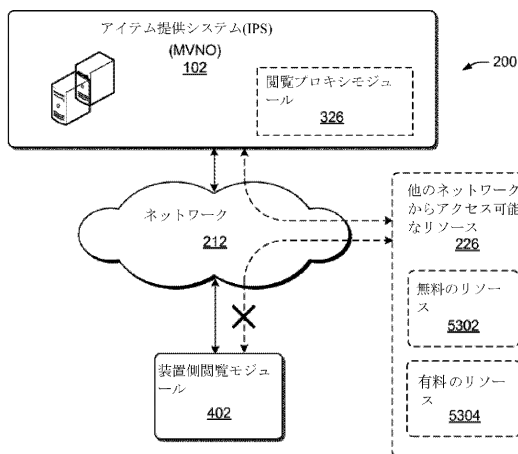 アイテム提供システム(IPS)
(MVNO)
102
閲覧プロキシモジュ
ール
326
200
ネットワーク
212
他のネットワーク
からアクセス可能
なリソース
226
無料のリソー
ス
5302
有料のリソー
ス
5304
装置側閲覧モジュ
ール
402